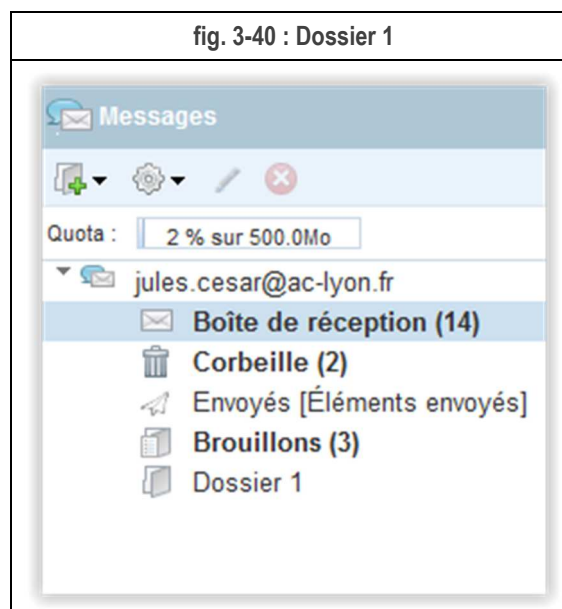 fig. 3-40 : Dossier 1
Messages
Quota : 2 % sur 500.0Mo
jules.cesar@ac-lyon.fr
Boîte de réception (14)
Corbeille (2)
Envoyés [Éléments envoyés]
Brouillons (3)
Dossier 1